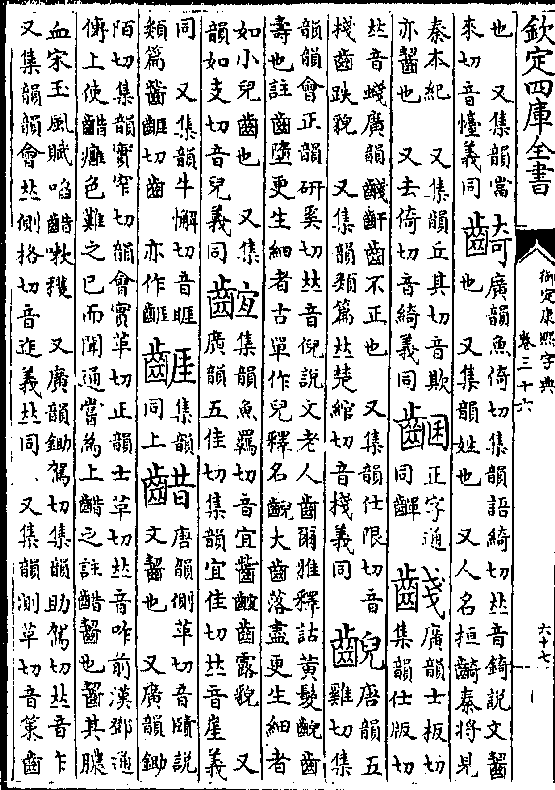 欽定四庫全書
御定康熙字典
卷三十六
六十七
也 又集韻當
來切音懛義同
齮
廣韻魚倚切集韻語綺切𠀤音錡說文齧
也 又集韻姓也 又人名桓齮秦將見
秦本紀 又集韻丘其切音欺
亦齧也 又去倚切音綺義同
正字通
同齳
廣韻士板切
集韻仕版切
𠀤音 廣韻 齞齒不正也 又集韻仕限切音
棧齒跌貌 又集韻類篇𠀤楚綰切音棧義同
齯
唐韻五
雞切集
韻韻會正韻研奚切𠀤音倪說文老人齒爾雅釋詁黃髮齯齒
壽也註齒墮更生細者古單作兒釋名齯大齒落盡更生細者
如小兒齒也 又集
韻如支切音兒義同
集韻魚羈切音宜 齒露貌 又
廣韻五佳切集韻宜佳切𠀤音崖義
同 又集韻牛懈切音睚
類篇齧 切齒 亦作
集韻
同上
齰
唐韻側革切音賾說
文齧也 又廣韻鋤
陌切集韻實窄切韻會實革切正韻士革切𠀤音咋前漢鄧通
傳上使齰癰色難之已而聞通嘗為上齰之註齰齧也齧其膿
血宋玉風賦啗齰嗽獲 又廣韻鋤駕切集韻助駕切𠀤音乍
又集韻韻會𠀤側格切音迮義𠀤同 又集韻測革切音策齒